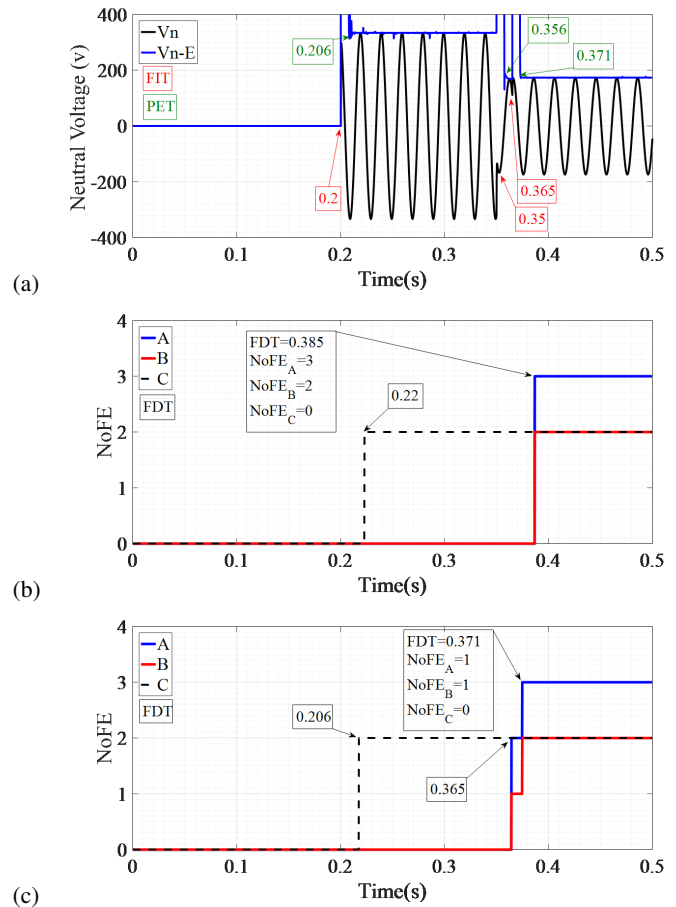 400
200
0
-200
-400
Neutral Voltage (v)
Vn
Vn-E
FIT
PET
0.206
0.356
0.371
0.2
0.365
0.35
0
0.1
0.2
0.3
0.4
0.5
Time(s)
(a)
4
3
2
1
0
NoFE
A
B
C
FDT
FDT=0.385
NoFE_A=3
NoFE_B=2
NoFE_C=0
0.22
0
0.1
0.2
0.3
0.4
0.5
Time(s)
(b)
4
3
2
1
0
NoFE
A
B
C
FDT
0.206
FDT=0.371
NoFE_A=1
NoFE_B=1
NoFE_C=0
0.365
0
0.1
0.2
0.3
0.4
0.5
Time(s)
(c)